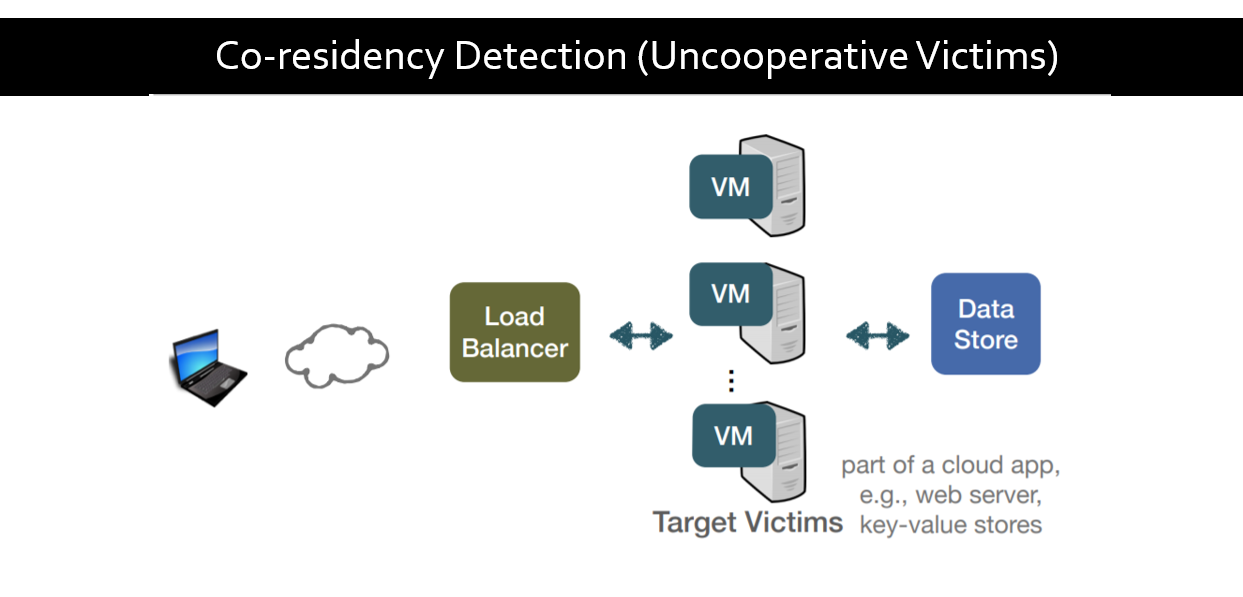 Co-residency Detection (Uncooperative Victims)
VM
VM
Load
Balancer
Data
Store
⋮
VM
Target Victims
part of a cloud app,
e.g., web server,
key-value stores